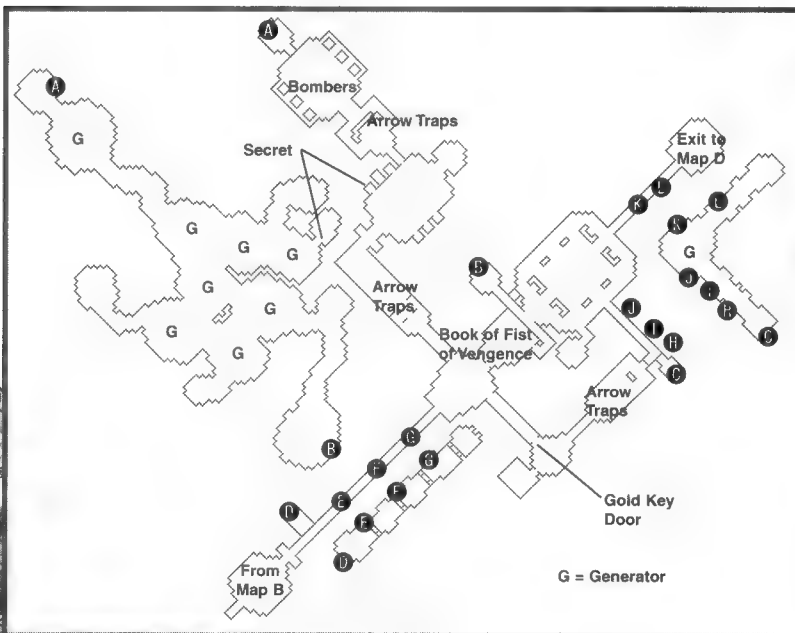 A
A
Bombers
G
Arrow Traps
Secret
Exit to
Map D
L
K
L
K
G
G
G
G
B
J
I
H
C
G
Arrow
Traps
G
J
I
H
G
G
Book of Fist
of Vengence
C
Arrow
Traps
G
B
G
F
F
E
D
E
D
Gold Key
Door
From
Map B
G = Generator